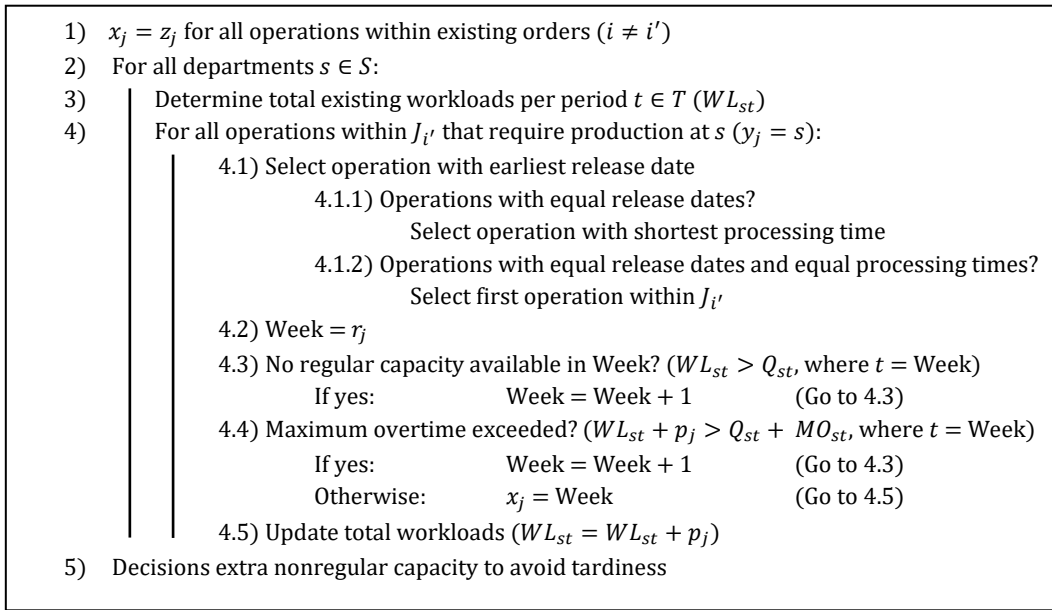 1) x_j = z_j for all operations within existing orders (i ≠ i′)
2) For all departments s ∈ S:
3) Determine total existing workloads per period t ∈ T (WL_st)
4) For all operations within J_i′ that require production at s (y_j = s):
4.1) Select operation with earliest release date
4.1.1) Operations with equal release dates?
Select operation with shortest processing time
4.1.2) Operations with equal release dates and equal processing times?
Select first operation within J_i′
4.2) Week = r_j
4.3) No regular capacity available in Week? (WL_st > Q_st, where t = Week)
If yes: Week = Week + 1 (Go to 4.3)
4.4) Maximum overtime exceeded? (WL_st + p_j > Q_st + MO_st, where t = Week)
If yes: Week = Week + 1 (Go to 4.3)
Otherwise: x_j = Week (Go to 4.5)
4.5) Update total workloads (WL_st = WL_st + p_j)
5) Decisions extra nonregular capacity to avoid tardiness